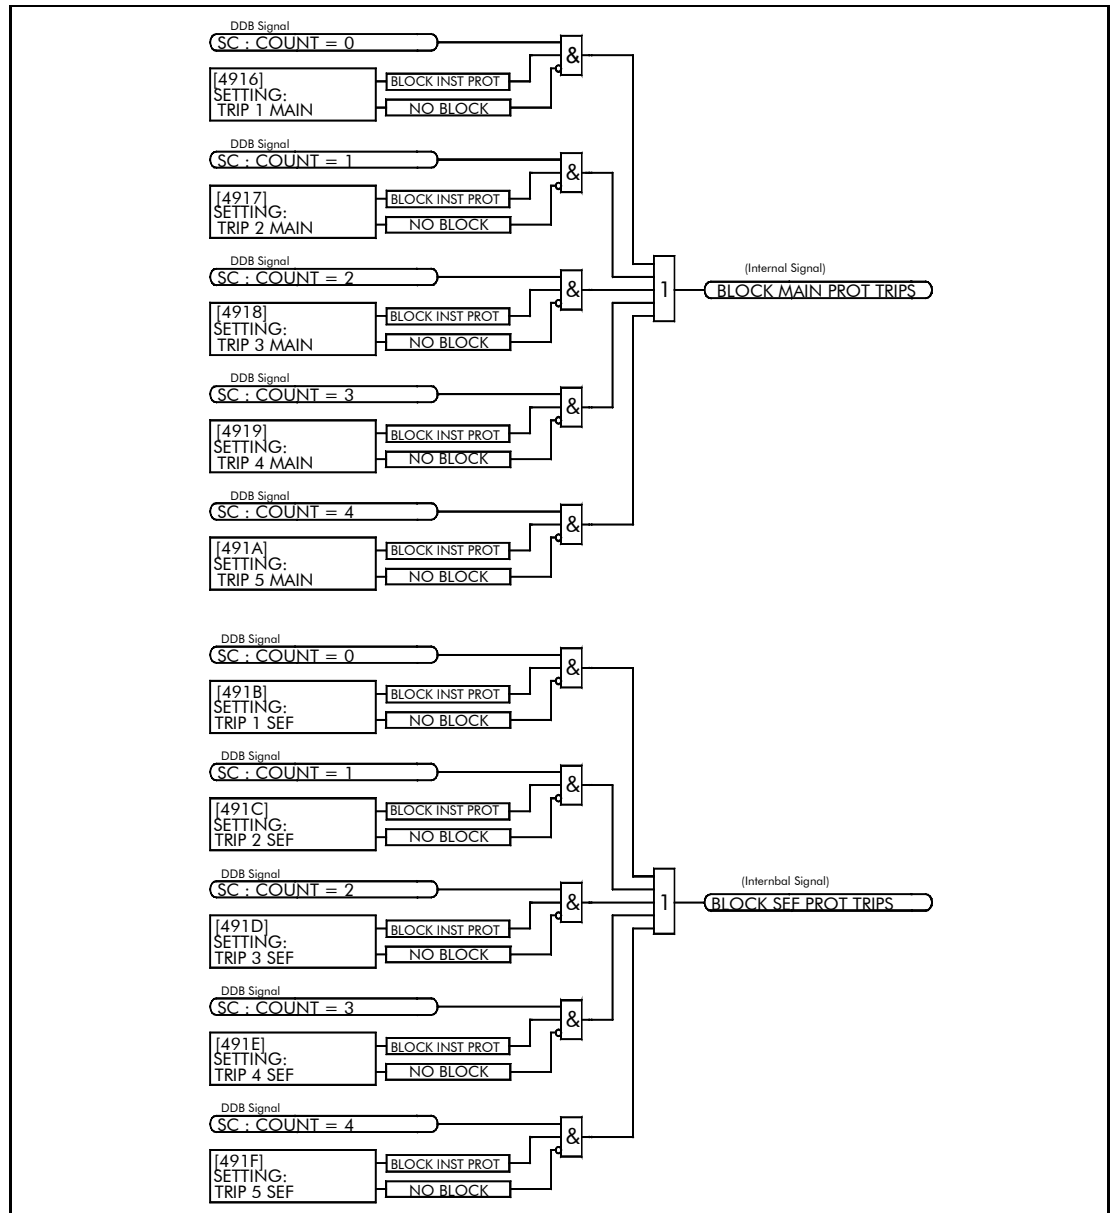 DDB Signal
SC : COUNT = 0
&
[4916]
SETTING:
TRIP 1 MAIN
BLOCK INST PROT
NO BLOCK
DDB Signal
SC : COUNT = 1
&
[4917]
SETTING:
TRIP 2 MAIN
BLOCK INST PROT
NO BLOCK
DDB Signal
SC : COUNT = 2
&
[4918]
SETTING:
TRIP 3 MAIN
BLOCK INST PROT
NO BLOCK
1
(Internal Signal)
BLOCK MAIN PROT TRIPS
DDB Signal
SC : COUNT = 3
&
[4919]
SETTING:
TRIP 4 MAIN
BLOCK INST PROT
NO BLOCK
DDB Signal
SC : COUNT = 4
&
[491A]
SETTING:
TRIP 5 MAIN
BLOCK INST PROT
NO BLOCK
DDB Signal
SC : COUNT = 0
&
[491B]
SETTING:
TRIP 1 SEF
BLOCK INST PROT
NO BLOCK
DDB Signal
SC : COUNT = 1
&
[491C]
SETTING:
TRIP 2 SEF
BLOCK INST PROT
NO BLOCK
DDB Signal
SC : COUNT = 2
&
[491D]
SETTING:
TRIP 3 SEF
BLOCK INST PROT
NO BLOCK
1
(Internbal Signal)
BLOCK SEF PROT TRIPS
DDB Signal
SC : COUNT = 3
&
[491E]
SETTING:
TRIP 4 SEF
BLOCK INST PROT
NO BLOCK
DDB Signal
SC : COUNT = 4
&
[491F]
SETTING:
TRIP 5 SEF
BLOCK INST PROT
NO BLOCK